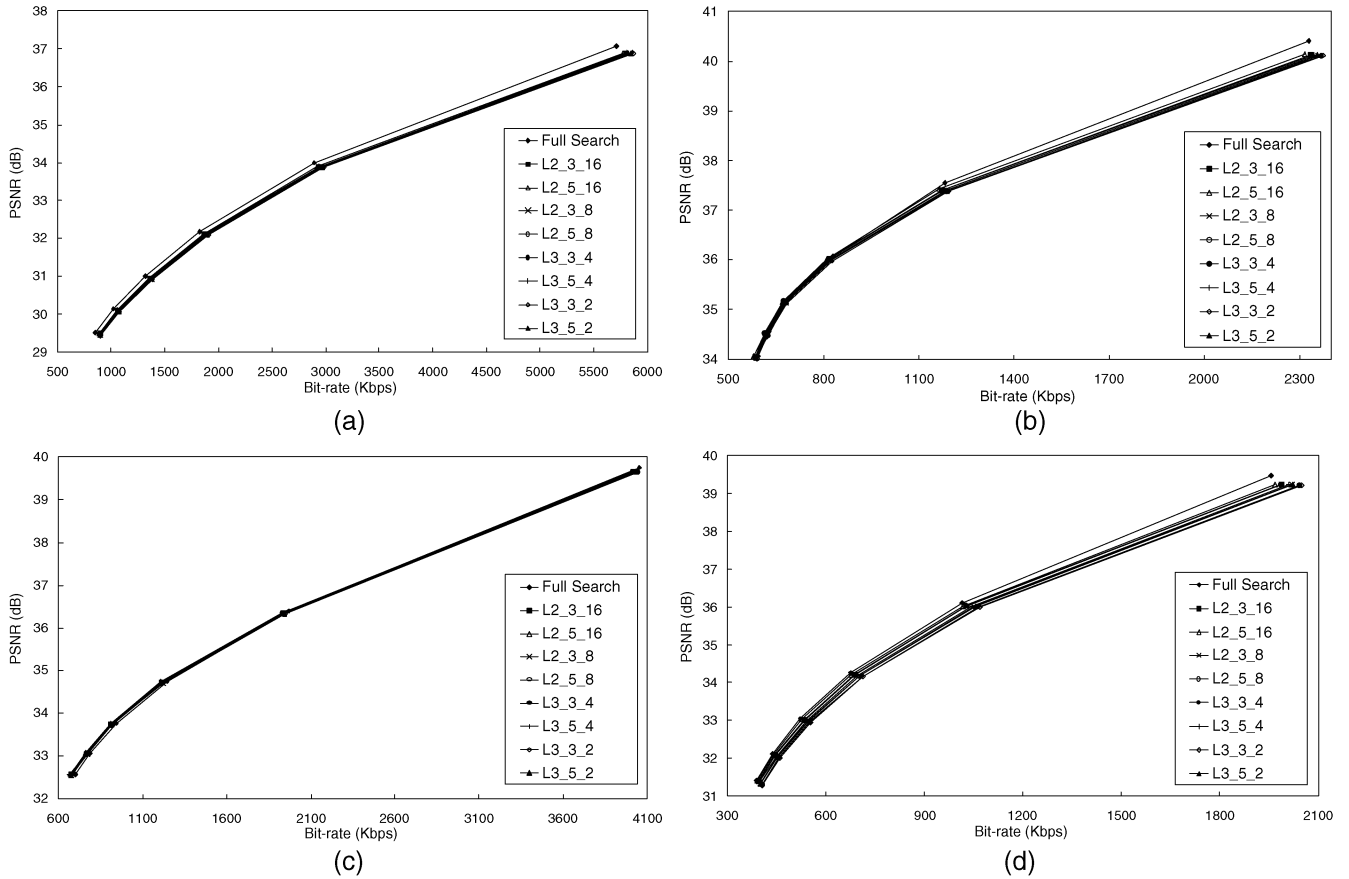 38
37
36
35
34
33
32
31
30
29
PSNR (dB)
500 1000 1500 2000 2500 3000 3500 4000 4500 5000 5500 6000
Bit-rate (Kbps)
Full Search
L2_3_16
L2_5_16
L2_3_8
L2_5_8
L3_3_4
L3_5_4
L3_3_2
L3_5_2
(a)
41
40
39
38
37
36
35
34
PSNR (dB)
500 800 1100 1400 1700 2000 2300
Bit-rate (Kbps)
Full Search
L2_3_16
L2_5_16
L2_3_8
L2_5_8
L3_3_4
L3_5_4
L3_3_2
L3_5_2
(b)
40
39
38
37
36
35
34
33
32
PSNR (dB)
600 1100 1600 2100 2600 3100 3600 4100
Bit-rate (Kbps)
Full Search
L2_3_16
L2_5_16
L2_3_8
L2_5_8
L3_3_4
L3_5_4
L3_3_2
L3_5_2
(c)
40
39
38
37
36
35
34
33
32
31
PSNR (dB)
300 600 900 1200 1500 1800 2100
Bit-rate (Kbps)
Full Search
L2_3_16
L2_5_16
L2_3_8
L2_5_8
L3_3_4
L3_5_4
L3_3_2
L3_5_2
(d)